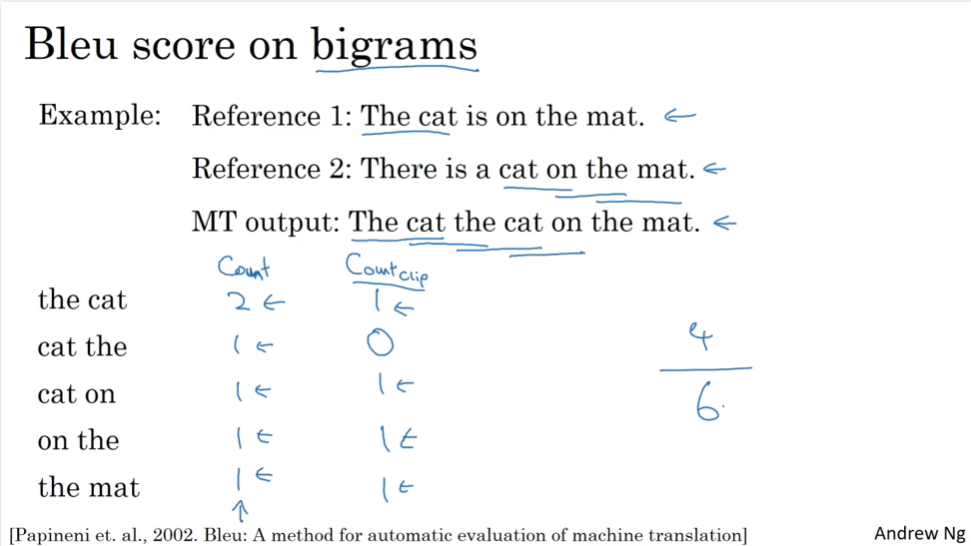 Bleu score on bigrams
Example: Reference 1: The cat is on the mat. ←
Reference 2: There is a cat on the mat. ←
MT output: The cat the cat on the mat. ←
Count Count clip
the cat 2 ← 1 ←
cat the 1 ← 0
cat on 1 ← 1 ←
on the 1 ← 1 ←
the mat 1 ← 1 ←
↑
4
6
[Papineni et. al., 2002. Bleu: A method for automatic evaluation of machine translation]
Andrew Ng